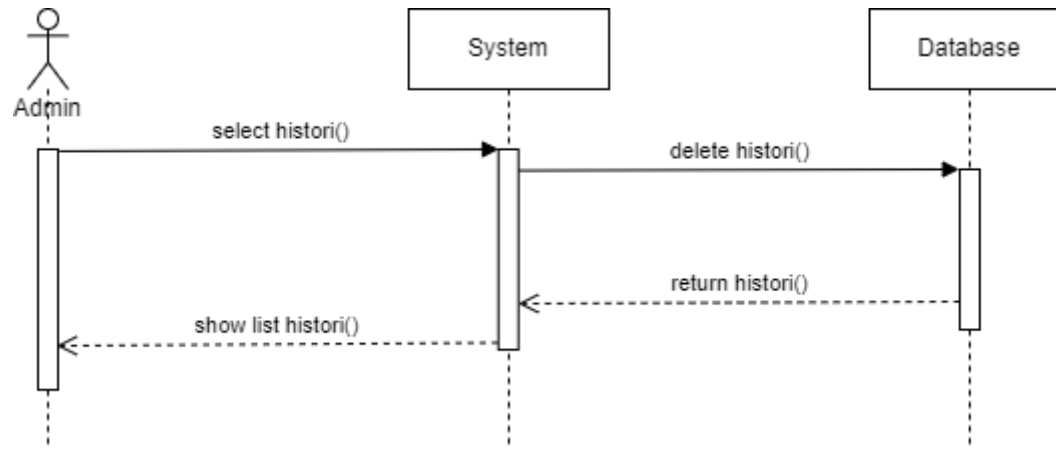 System
Database
Admin
select histori()
delete histori()
return histori()
show list histori()